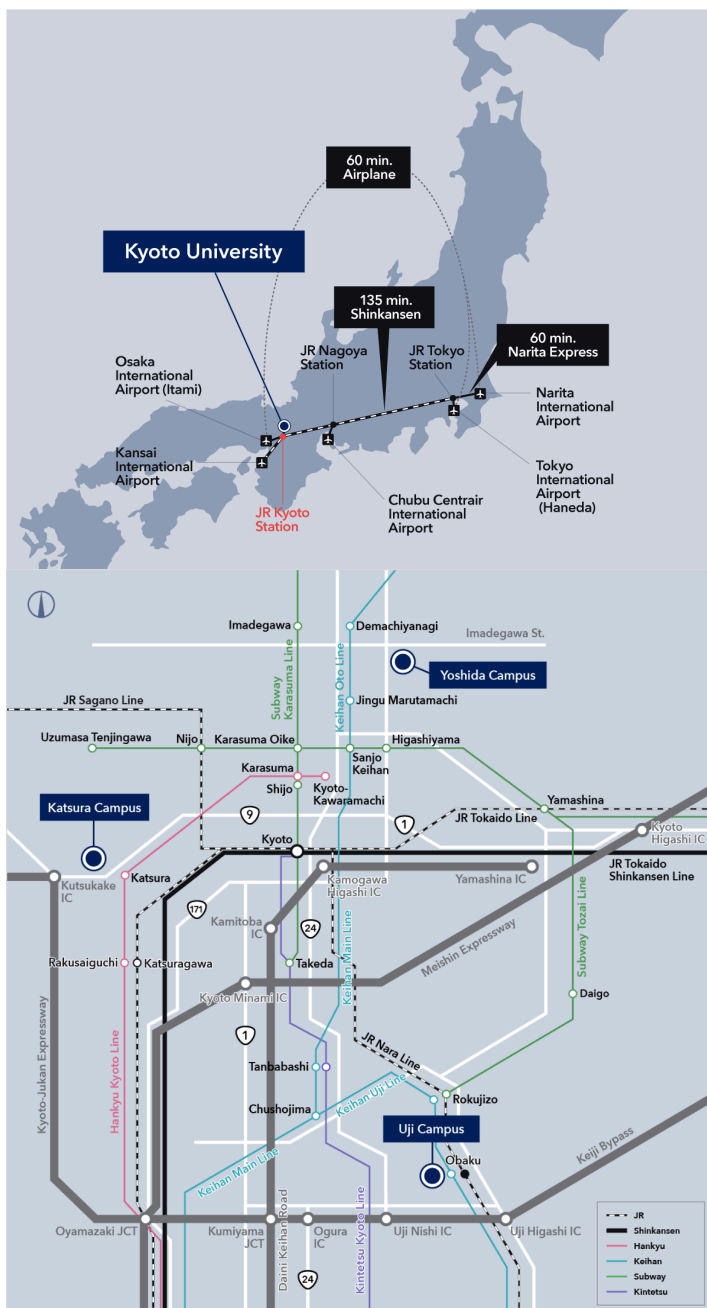 60 min.
Airplane
Kyoto University
135 min.
Shinkansen
60 min.
Narita Express
JR Nagoya
Station
JR Tokyo
Station
Osaka
International
Airport (Itami)
Narita
International
Airport
Kansai
International
Airport
Tokyo
International
Airport
(Haneda)
JR Kyoto
Station
Chubu Centrair
International
Airport
Imadegawa
Demachiyanagi
Imadegawa St.
Yoshida Campus
Subway
Karasuma Line
Keihan Oto Line
JR Sagano Line
Jingu Marutamachi
Uzumasa Tenjingawa
Nijo
Karasuma Oike
Sanjo
Keihan
Higashiyama
Karasuma
Shijo
Kyoto-
Kawaramachi
Katsura Campus
9
1
Yamashina
JR Tokaido Line
Kyoto
Higashi IC
Kyoto
JR Tokaido
Shinkansen Line
Kutsukake
IC
Katsura
Kamogawa
Higashi IC
Yamashina IC
171
Kamitoba
IC
24
Subway Tozai Line
Keihan Main Line
Meishin Expressway
Rakusaiguchi
Katsuragawa
Takeda
Kyoto Minami IC
Daigo
Kyoto-Jukan Expressway
Hankyu Kyoto Line
1
JR Nara Line
Tanbabashi
Keihan Uji Line
Rokujizo
Chushojima
Uji Campus
Keihan Main Line
Obaku
Keiji Bypass
Oyamazaki JCT
Kumiyama
JCT
Daini Keihan Road
Ogura
IC
Kintetsu Kyoto Line
Uji Nishi IC
Uji Higashi IC
24
JR
Shinkansen
Hankyu
Keihan
Subway
Kintetsu